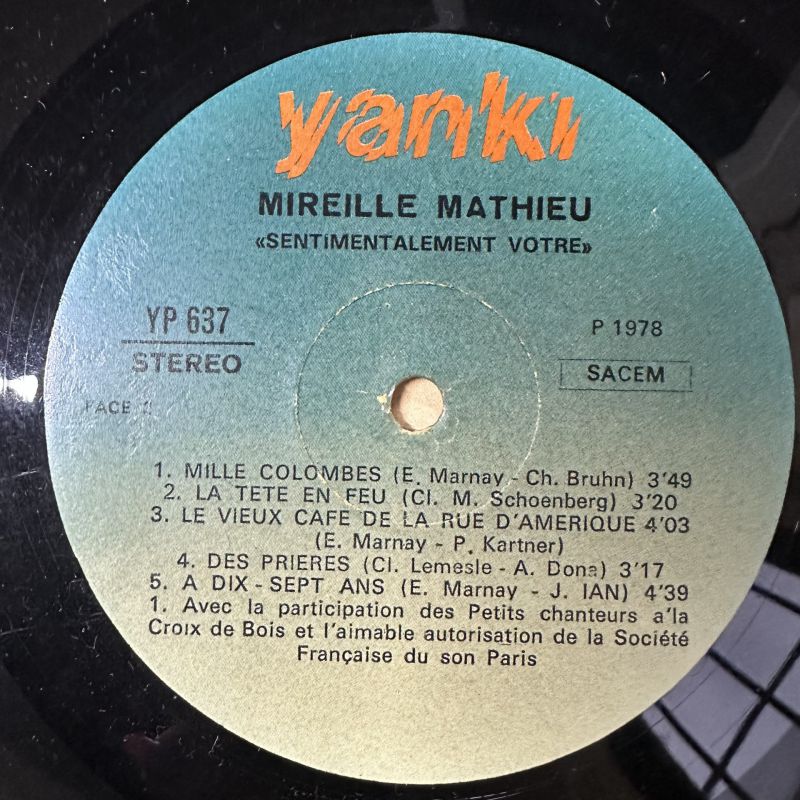 yanki
MIREILLE MATHIEU
«SENTIMENTALEMENT VOTRE»
YP 637
STEREO
P 1978
SACEM
FACE
1. MILLE COLOMBES (E. Marnay - Ch. Bruhn) 3'49
2. LA TETE EN FEU (Cl. M. Schoenberg) 3'20
3. LE VIEUX CAFE DE LA RUE D'AMERIQUE 4'03
(E. Marnay - P. Kartner)
4. DES PRIERES (Cl. Lemesle - A. Dona) 3'17
5. A DIX - SEPT ANS (E. Marnay - J. IAN) 4'39
1. Avec la participation des Petits chanteurs a'la
Croix de Bois et l'aimable autorisation de la Société
Française du son Paris